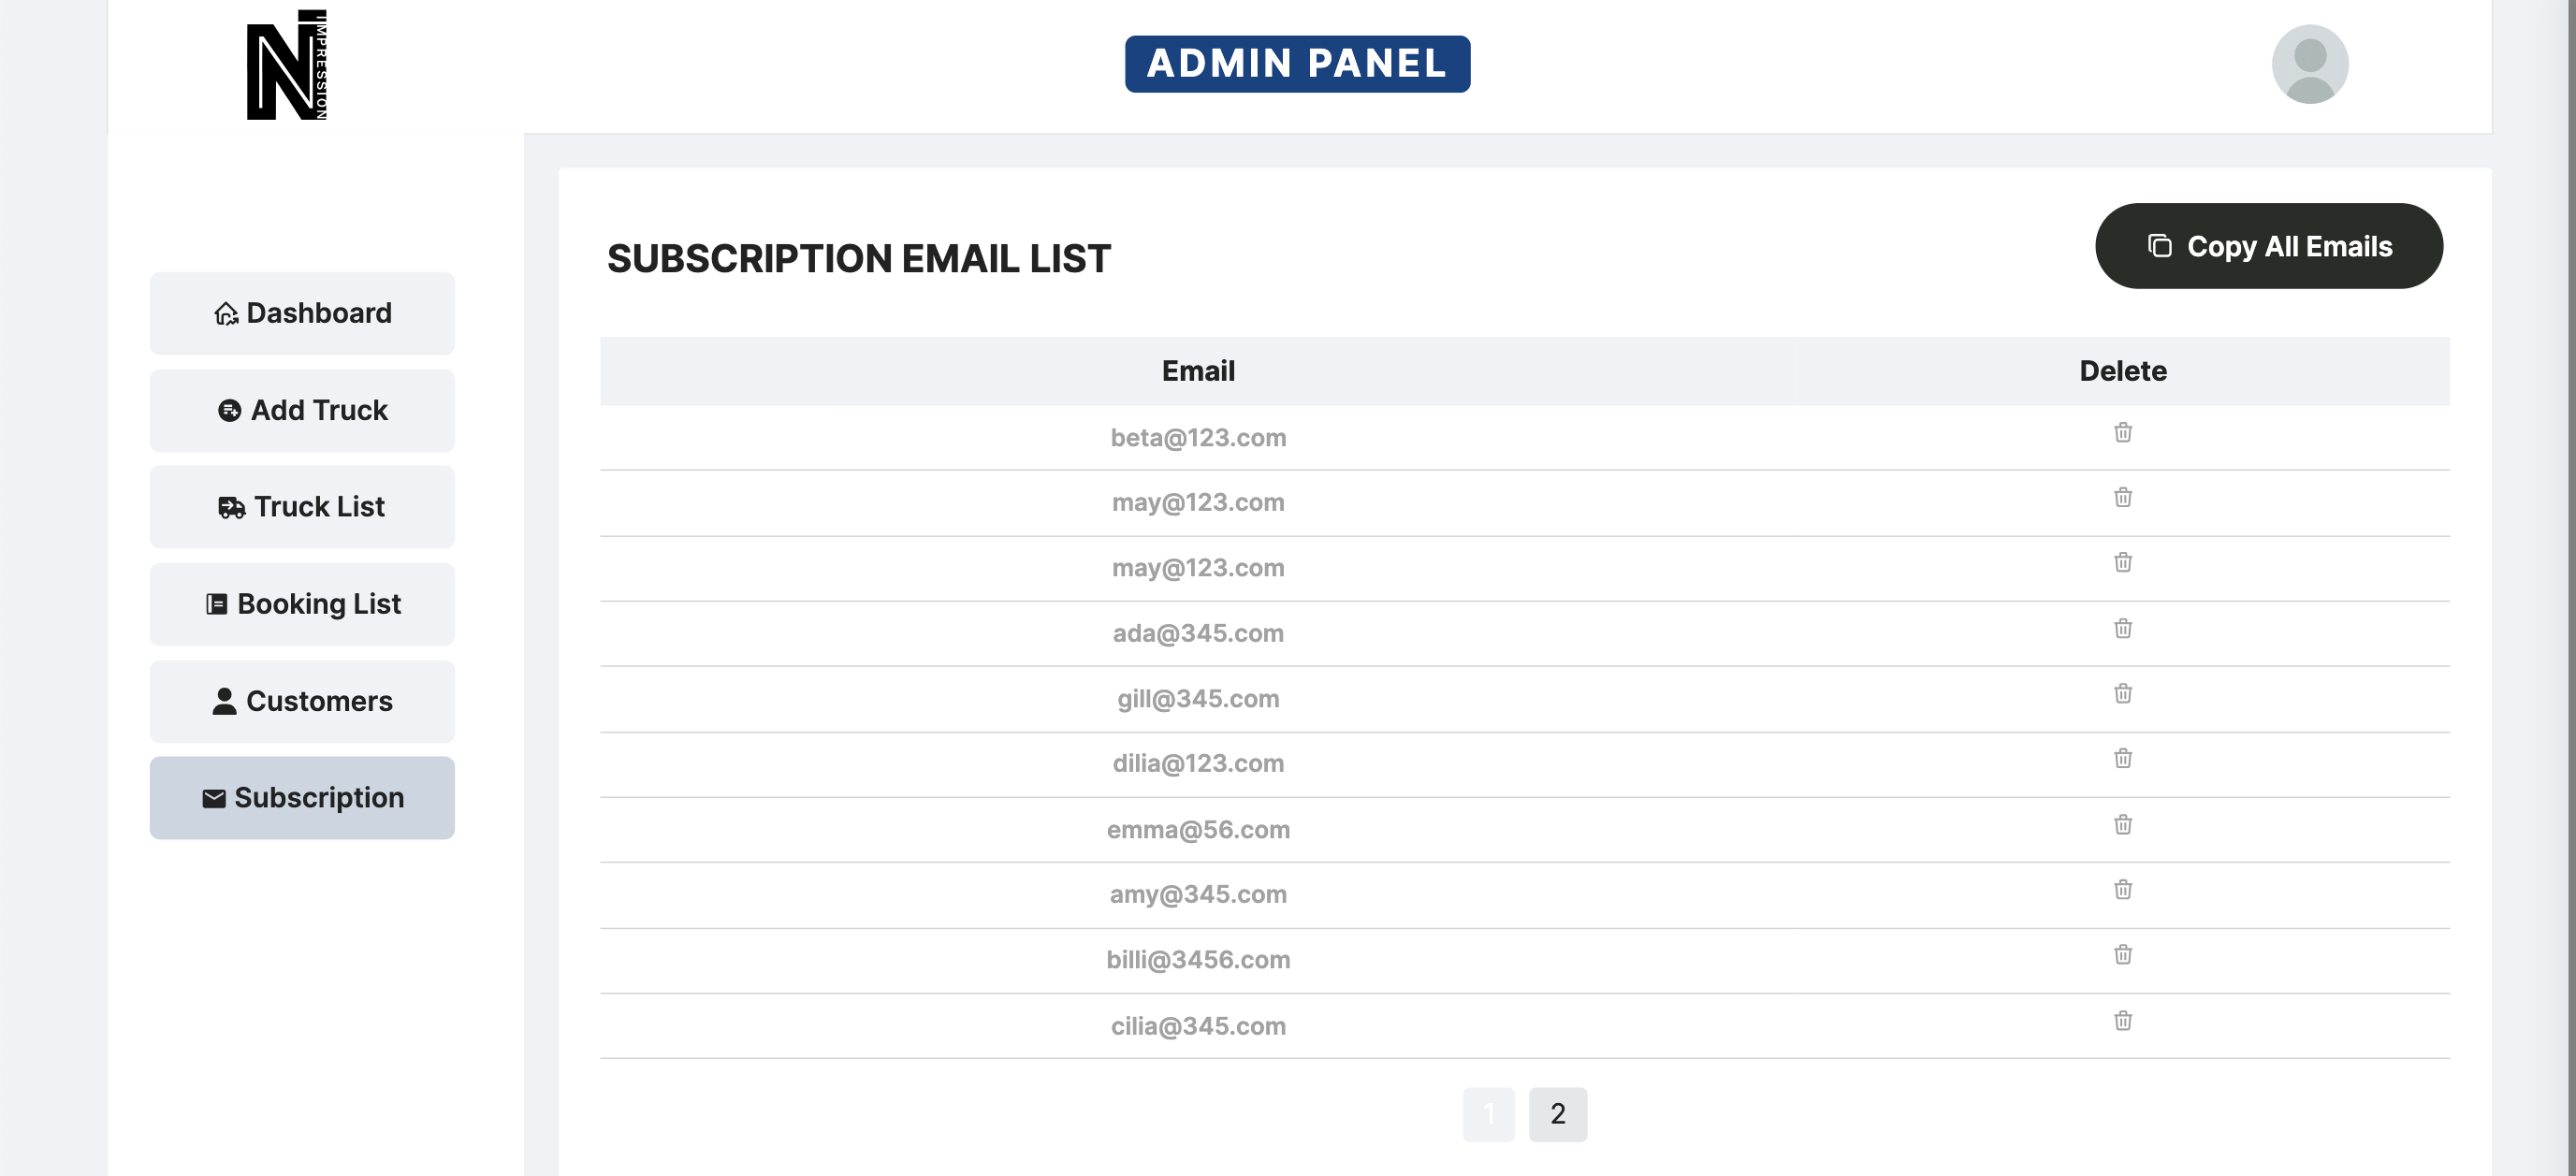 Ni IMPRESSION
ADMIN PANEL
Dashboard
Add Truck
Truck List
Booking List
Customers
Subscription
SUBSCRIPTION EMAIL LIST
Copy All Emails
Email Delete
beta@123.com
may@123.com
may@123.com
ada@345.com
gill@345.com
dilia@123.com
emma@56.com
amy@345.com
billi@3456.com
cilia@345.com
1 2